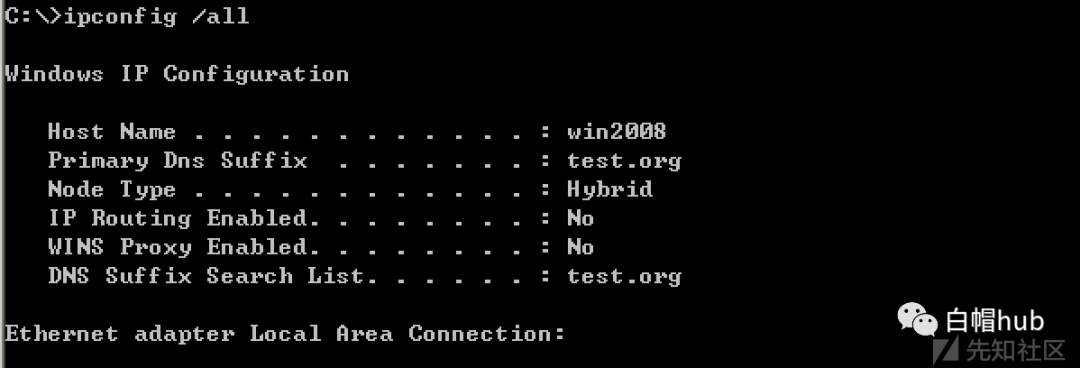 C:\>ipconfig /all
Windows IP Configuration
Host Name . . . . . . . . . . . . : win2008
Primary Dns Suffix . . . . . . . : test.org
Node Type . . . . . . . . . . . . : Hybrid
IP Routing Enabled. . . . . . . . : No
WINS Proxy Enabled. . . . . . . . : No
DNS Suffix Search List. . . . . . : test.org
Ethernet adapter Local Area Connection:
白帽hub
先知社区